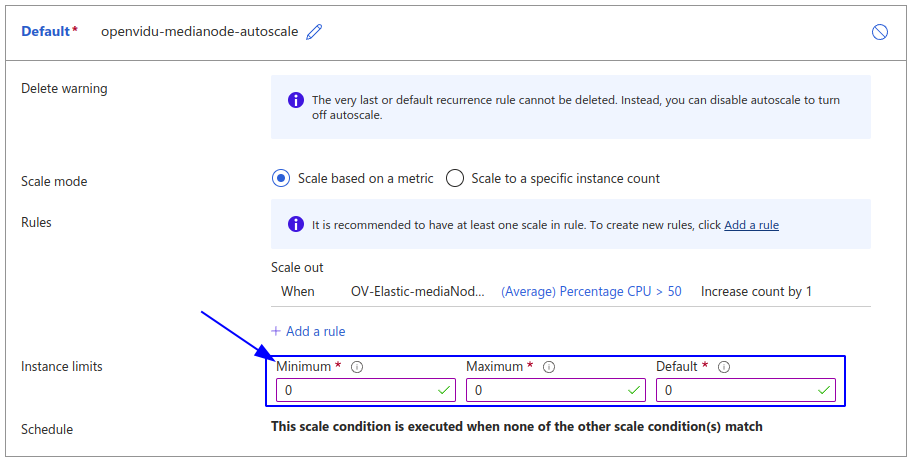 Default* openvidu-medianode-autoscale
Delete warning
The very last or default recurrence rule cannot be deleted. Instead, you can disable autoscale to turn
off autoscale.
Scale mode Scale based on a metric Scale to a specific instance count
Rules
It is recommended to have at least one scale in rule. To create new rules, click Add a rule
Scale out
When OV-Elastic-mediaNod... (Average) Percentage CPU > 50 Increase count by 1
+ Add a rule
Instance limits Minimum * Maximum * Default *
0 0 0
Schedule This scale condition is executed when none of the other scale condition(s) match